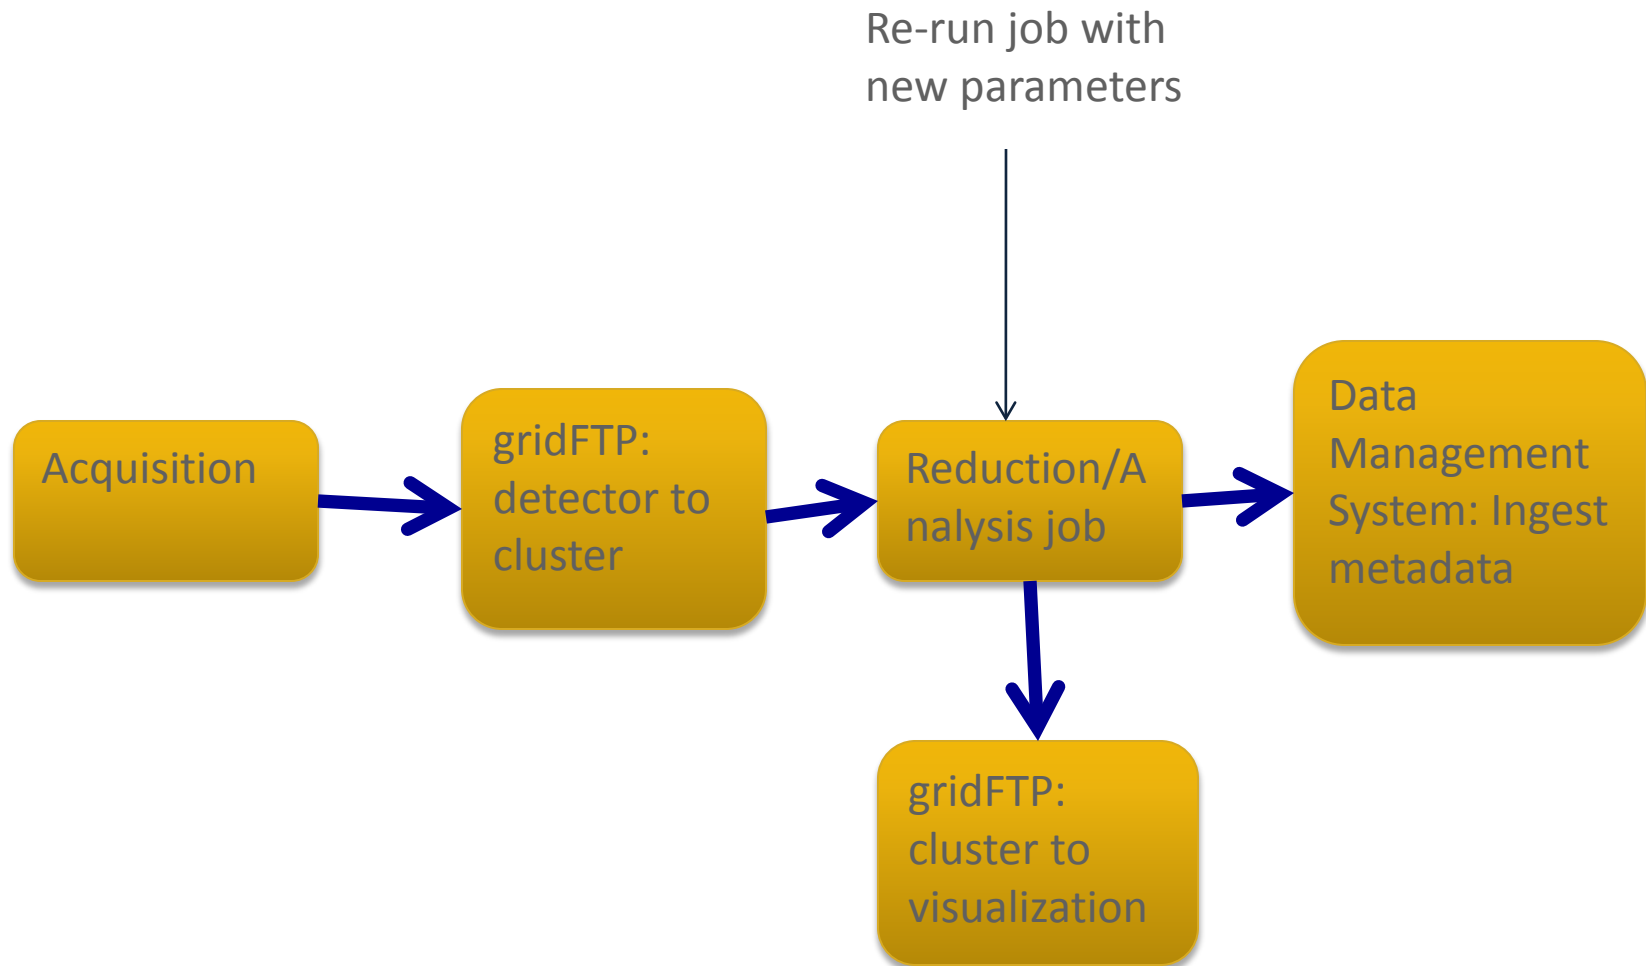 Re-run job with
new parameters
Acquisition
gridFTP:
detector to
cluster
Reduction/A
nalysis job
Data
Management
System: Ingest
metadata
gridFTP:
cluster to
visualization